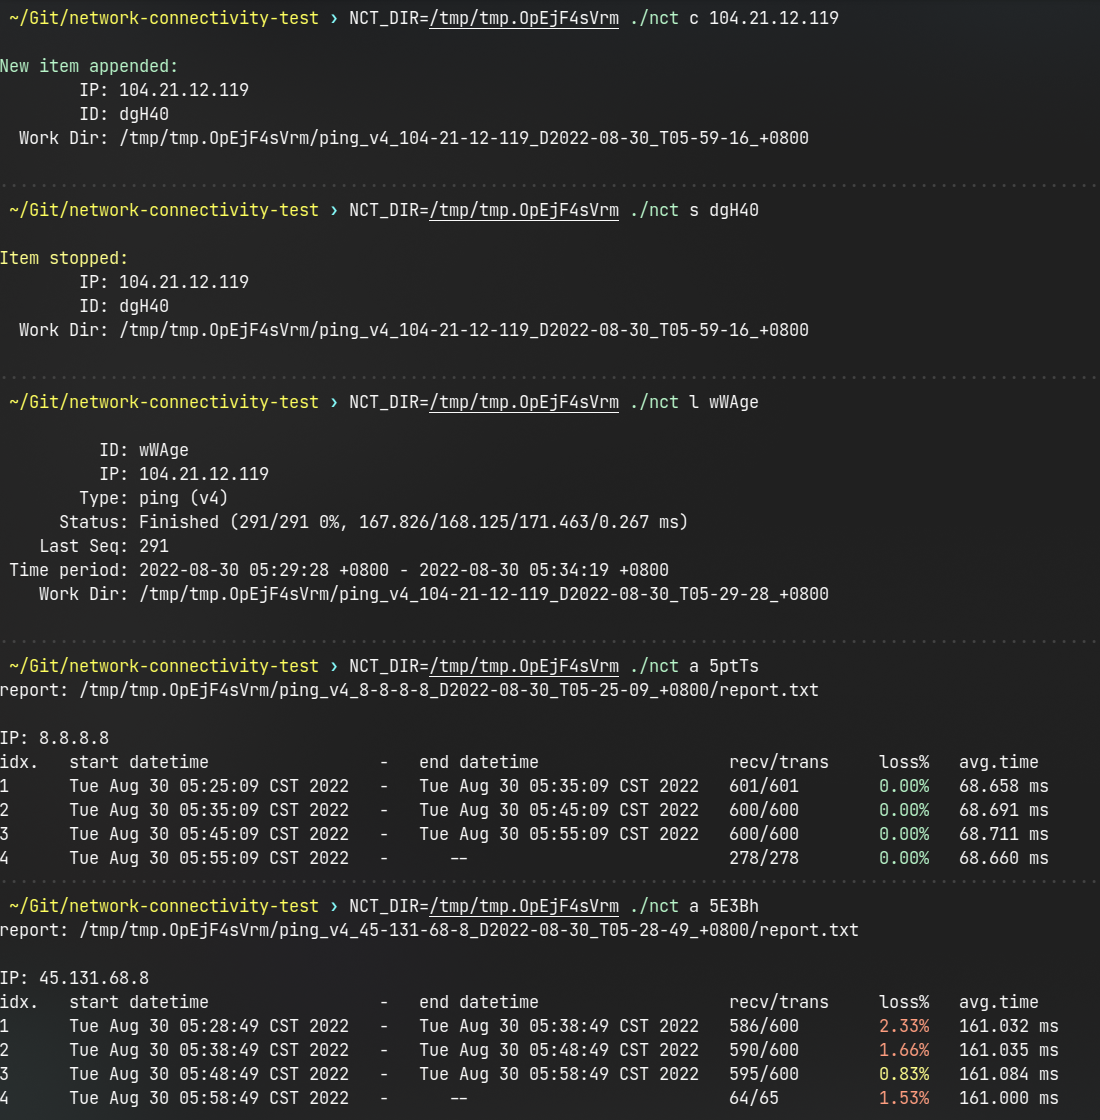 ~/Git/network-connectivity-test › NCT_DIR=/tmp/tmp.OpEjF4sVrm ./nct c 104.21.12.119
New item appended:
IP: 104.21.12.119
ID: dgH40
Work Dir: /tmp/tmp.OpEjF4sVrm/ping_v4_104-21-12-119_D2022-08-30_T05-59-16_+0800
~/Git/network-connectivity-test › NCT_DIR=/tmp/tmp.OpEjF4sVrm ./nct s dgH40
Item stopped:
IP: 104.21.12.119
ID: dgH40
Work Dir: /tmp/tmp.OpEjF4sVrm/ping_v4_104-21-12-119_D2022-08-30_T05-59-16_+0800
~/Git/network-connectivity-test › NCT_DIR=/tmp/tmp.OpEjF4sVrm ./nct l wWAge
ID: wWAge
IP: 104.21.12.119
Type: ping (v4)
Status: Finished (291/291 0%, 167.826/168.125/171.463/0.267 ms)
Last Seq: 291
Time period: 2022-08-30 05:29:28 +0800 - 2022-08-30 05:34:19 +0800
Work Dir: /tmp/tmp.OpEjF4sVrm/ping_v4_104-21-12-119_D2022-08-30_T05-29-28_+0800
~/Git/network-connectivity-test › NCT_DIR=/tmp/tmp.OpEjF4sVrm ./nct a 5ptTs
report: /tmp/tmp.OpEjF4sVrm/ping_v4_8-8-8-8_D2022-08-30_T05-25-09_+0800/report.txt
IP: 8.8.8.8
idx. start datetime - end datetime recv/trans loss% avg.time
1 Tue Aug 30 05:25:09 CST 2022 - Tue Aug 30 05:35:09 CST 2022 601/601 0.00% 68.658 ms
2 Tue Aug 30 05:35:09 CST 2022 - Tue Aug 30 05:45:09 CST 2022 600/600 0.00% 68.691 ms
3 Tue Aug 30 05:45:09 CST 2022 - Tue Aug 30 05:55:09 CST 2022 600/600 0.00% 68.711 ms
4 Tue Aug 30 05:55:09 CST 2022 - -- 278/278 0.00% 68.660 ms
~/Git/network-connectivity-test › NCT_DIR=/tmp/tmp.OpEjF4sVrm ./nct a 5E3Bh
report: /tmp/tmp.OpEjF4sVrm/ping_v4_45-131-68-8_D2022-08-30_T05-28-49_+0800/report.txt
IP: 45.131.68.8
idx. start datetime - end datetime recv/trans loss% avg.time
1 Tue Aug 30 05:28:49 CST 2022 - Tue Aug 30 05:38:49 CST 2022 586/600 2.33% 161.032 ms
2 Tue Aug 30 05:38:49 CST 2022 - Tue Aug 30 05:48:49 CST 2022 590/600 1.66% 161.035 ms
3 Tue Aug 30 05:48:49 CST 2022 - Tue Aug 30 05:58:49 CST 2022 595/600 0.83% 161.084 ms
4 Tue Aug 30 05:58:49 CST 2022 - -- 64/65 1.53% 161.000 ms